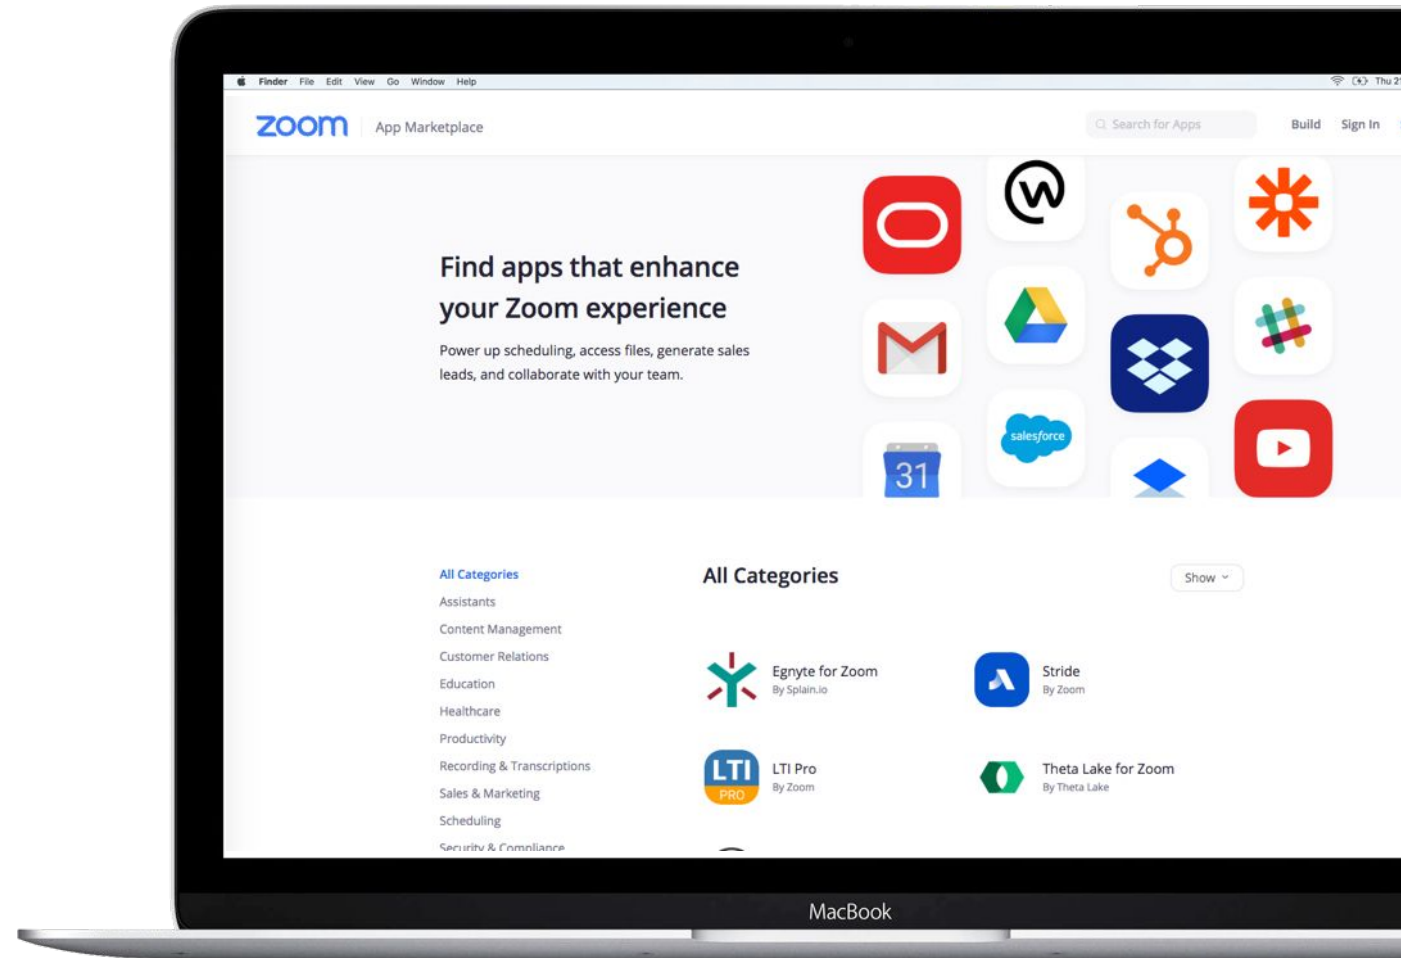 Finder File Edit View Go Window Help
Thu 21
zoom App Marketplace
Search for Apps
Build Sign In
Find apps that enhance
your Zoom experience
Power up scheduling, access files, generate sales
leads, and collaborate with your team.
salesforce
31
All Categories
Assistants
Content Management
Customer Relations
Education
Healthcare
Productivity
Recording & Transcriptions
Sales & Marketing
Scheduling
Security & Compliance
All Categories
Show
Egnyte for Zoom
By Splain.io
Stride
By Zoom
LTI PRO
LTI Pro
By Zoom
Theta Lake for Zoom
By Theta Lake
MacBook